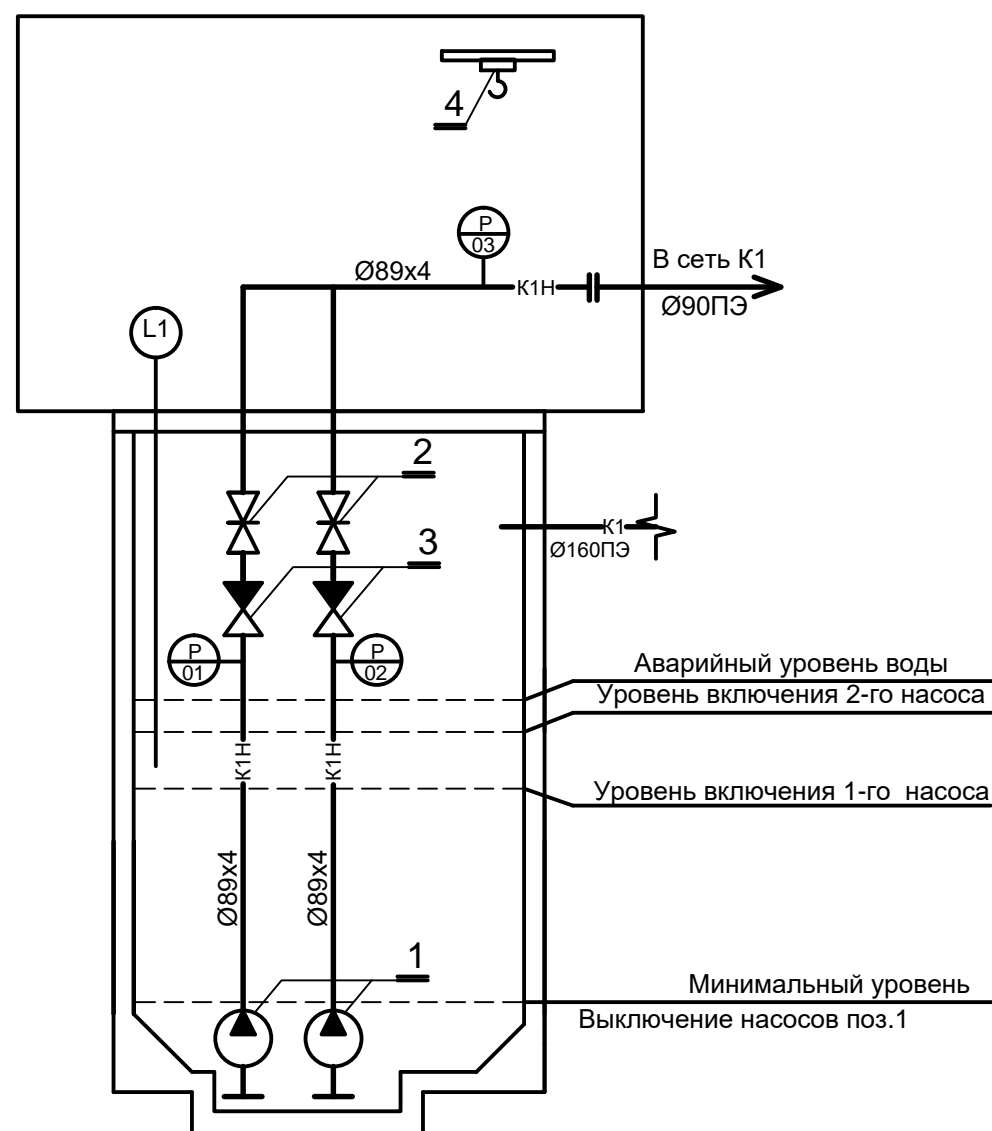 4
P
03
В сеть К1
Ø89x4
К1Н
Ø90ПЭ
L1
2
К1
Ø160ПЭ
3
P
01
P
02
Аварийный уровень воды
Уровень включения 2-го насоса
К1Н
К1Н
Уровень включения 1-го насоса
Ø89x4
Ø89x4
1
Минимальный уровень
Выключение насосов поз.1